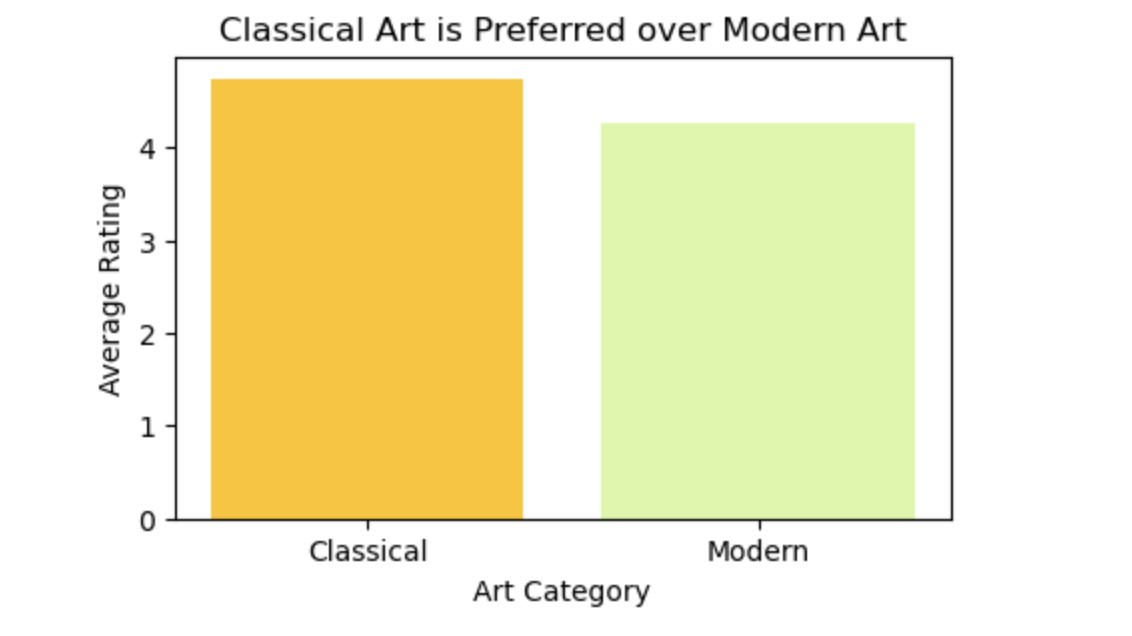 Classical Art is Preferred over Modern Art
Average Rating
4
3
2
1
0
Classical
Modern
Art Category